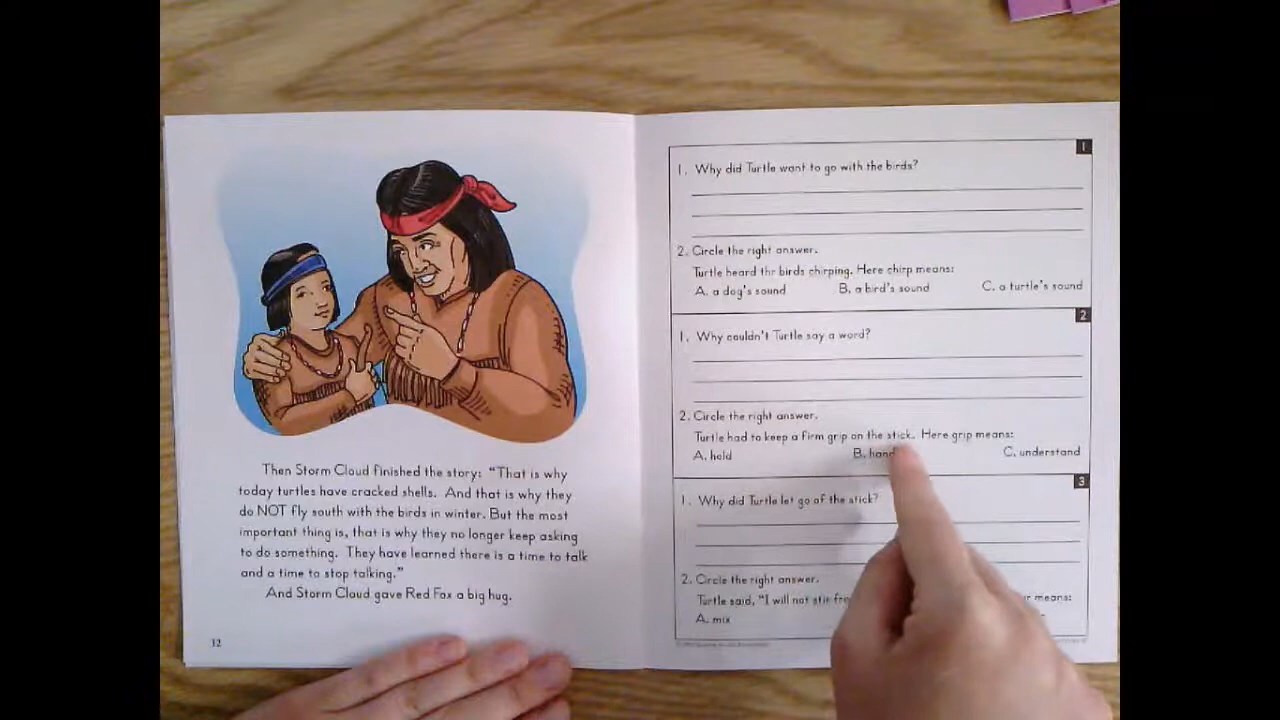 Then Storm Cloud finished the story: "That is why
today turtles have cracked shells. And that is why they
do NOT fly south with the birds in winter. But the most
important thing is, that is why they no longer keep asking
to do something. They have learned there is a time to talk
and a time to stop talking."
And Storm Cloud gave Red Fox a big hug.
12
1
1. Why did Turtle want to go with the birds?
2. Circle the right answer.
Turtle heard thr birds chirping. Here chirp means:
A. a dog's sound B. a bird's sound C. a turtle's sound
2
1. Why couldn't Turtle say a word?
2. Circle the right answer.
Turtle had to keep a firm grip on the stick. Here grip means:
A. hold B. C. understand
3
1. Why did Turtle let go of the stick?
2. Circle the right answer.
Turtle said, "I will not stir means:
A. mix